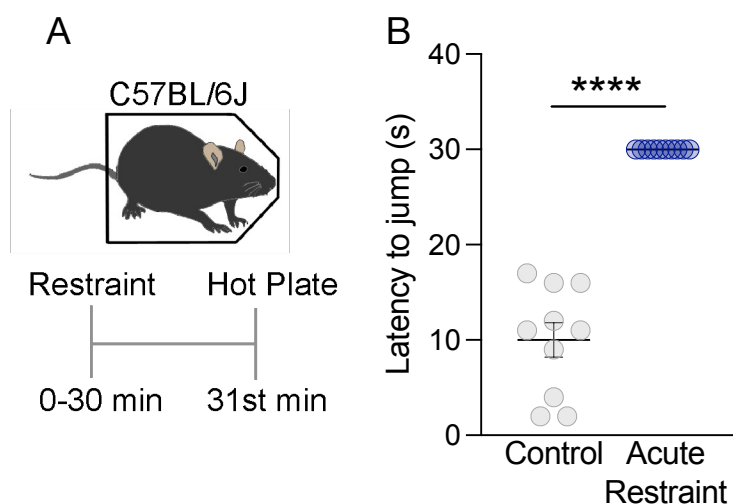 A
C57BL/6J
Restraint
Hot Plate
0-30 min
31st min
B
Latency to jump (s)
40
30
20
10
0
****
Control
Acute
Restraint